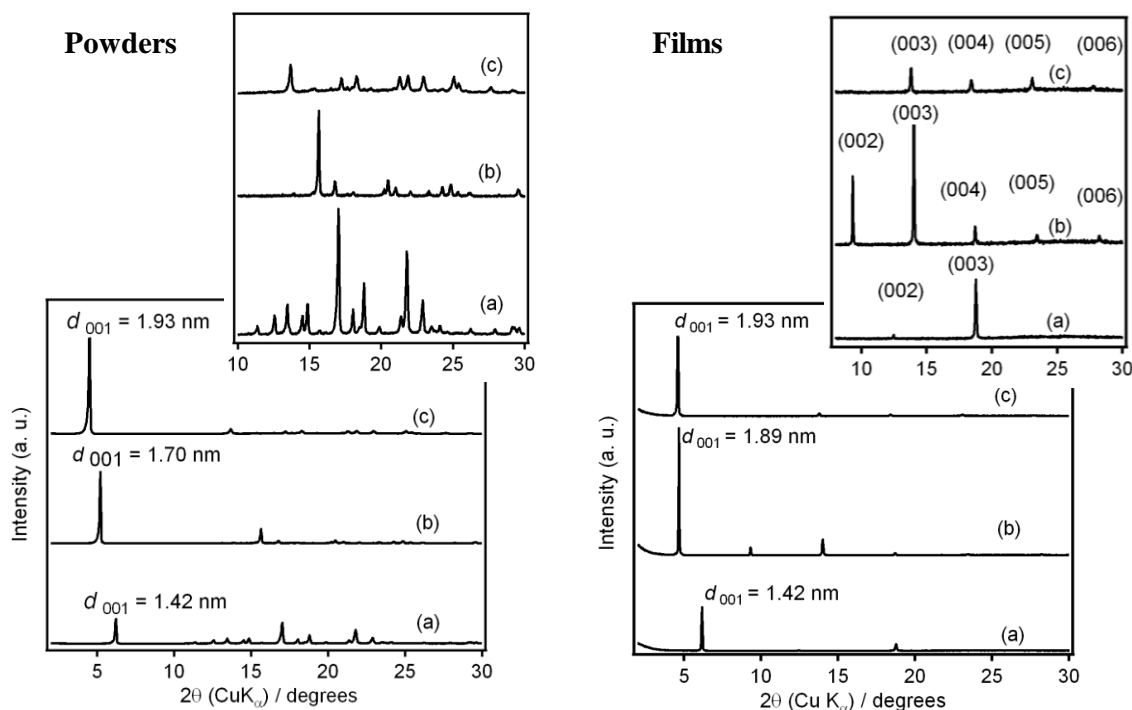 Powders
(c)
(b)
(a)
10 15 20 25 30
d 001 = 1.93 nm
(c)
d 001 = 1.70 nm
(b)
d 001 = 1.42 nm
(a)
Intensity (a. u.)
5 10 15 20 25 30
2θ (CuKα) / degrees
Films
(003) (004) (005) (006)
(c)
(003)
(002)
(004) (005) (006)
(b)
(003)
(002)
(a)
10 15 20 25 30
d 001 = 1.93 nm
(c)
d 001 = 1.89 nm
(b)
d 001 = 1.42 nm
(a)
Intensity (a. u.)
5 10 15 20 25 30
2θ (Cu Kα) / degrees